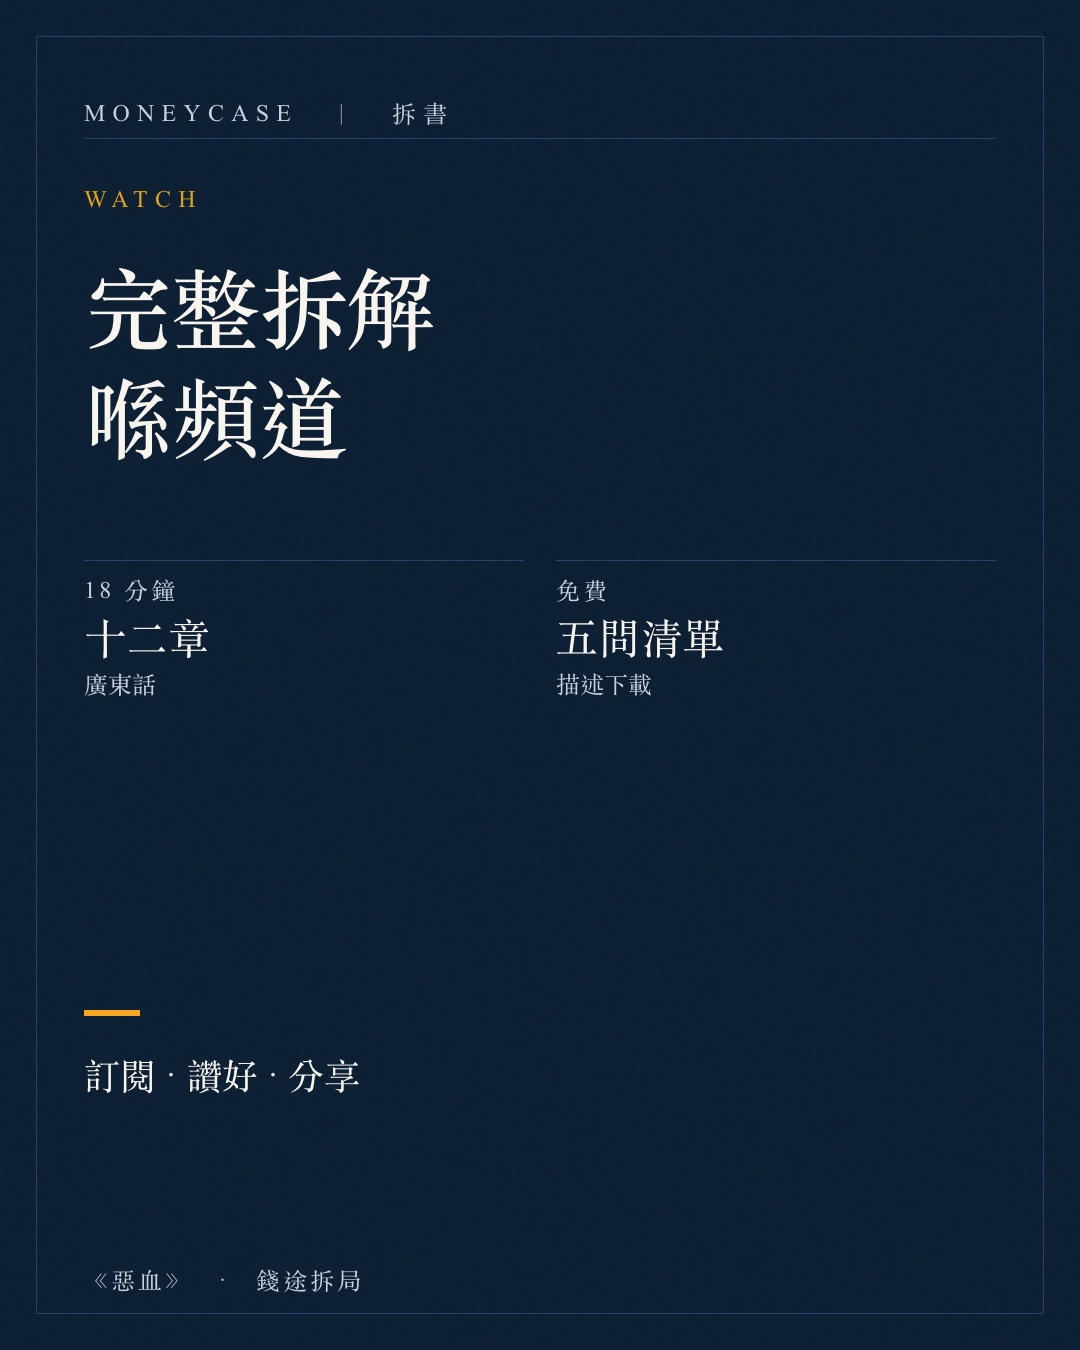 MONEYCASE | 拆書
WATCH
完整拆解
喺頻道
18 分鐘
十二章
廣東話
免費
五問清單
描述下載
訂閱 · 讚好 · 分享
《惡血》 · 錢途拆局